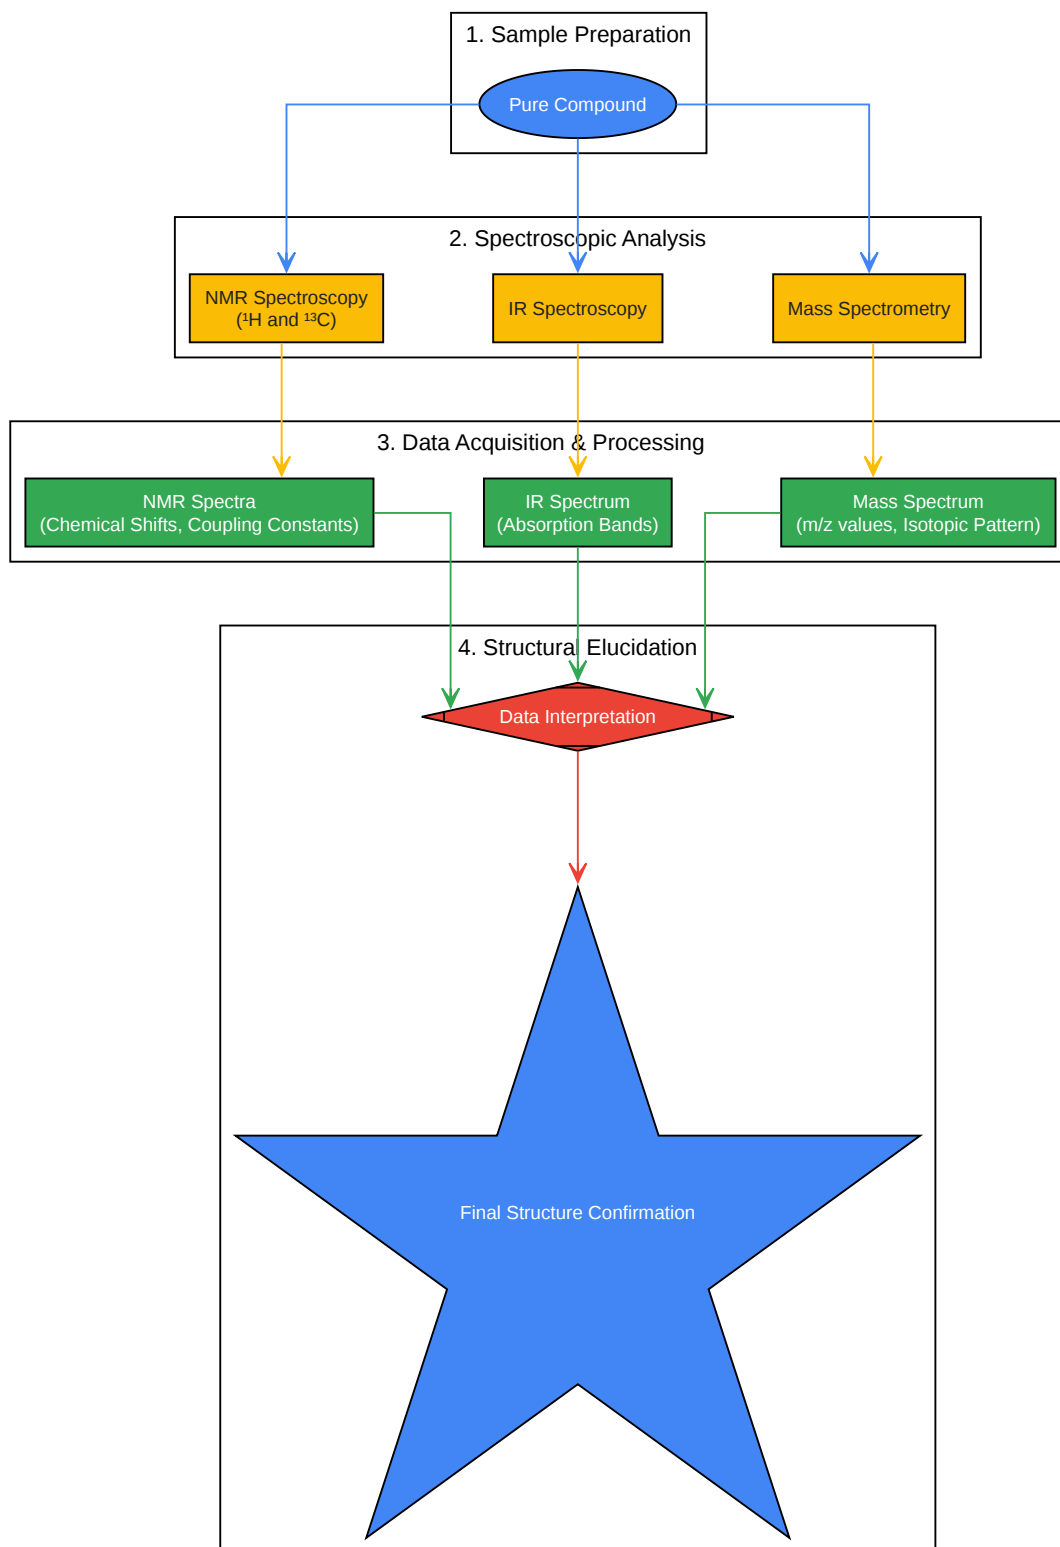 1. Sample Preparation
Pure Compound
2. Spectroscopic Analysis
NMR Spectroscopy
(¹H and ¹³C)
IR Spectroscopy
Mass Spectrometry
3. Data Acquisition & Processing
NMR Spectra
(Chemical Shifts, Coupling Constants)
IR Spectrum
(Absorption Bands)
Mass Spectrum
(m/z values, Isotopic Pattern)
4. Structural Elucidation
Data Interpretation
Final Structure Confirmation